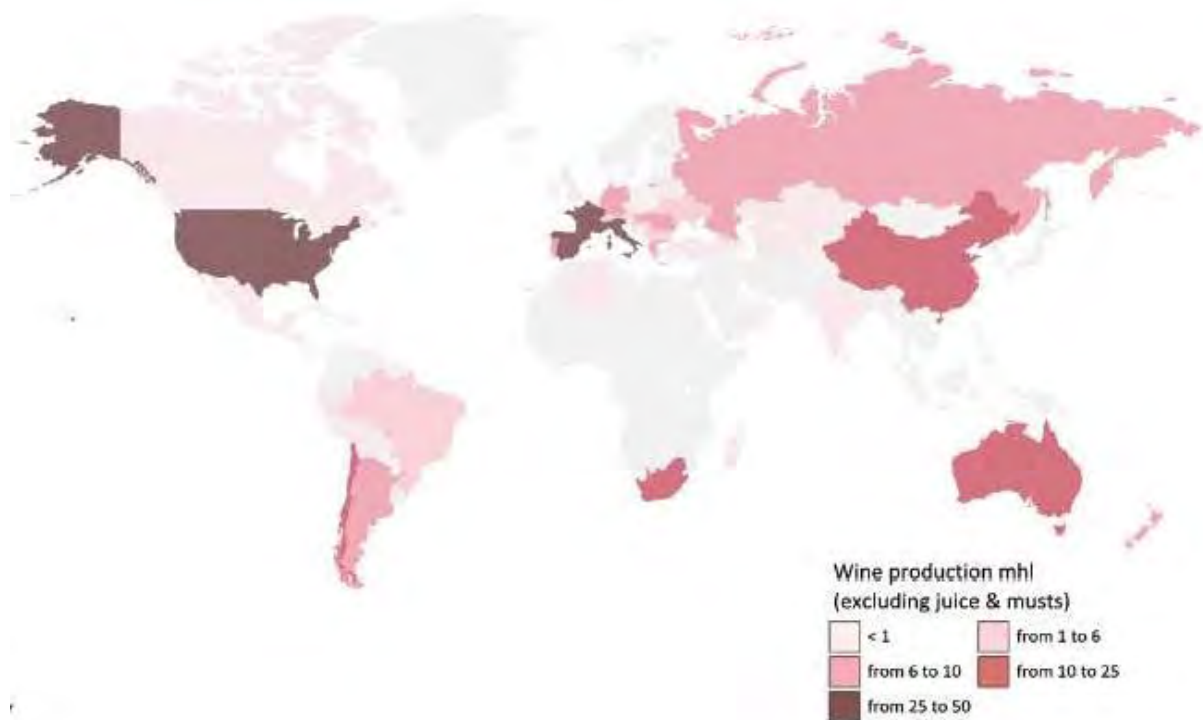 Wine production mhl
(excluding juice & musts)
< 1
from 1 to 6
from 6 to 10
from 10 to 25
from 25 to 50